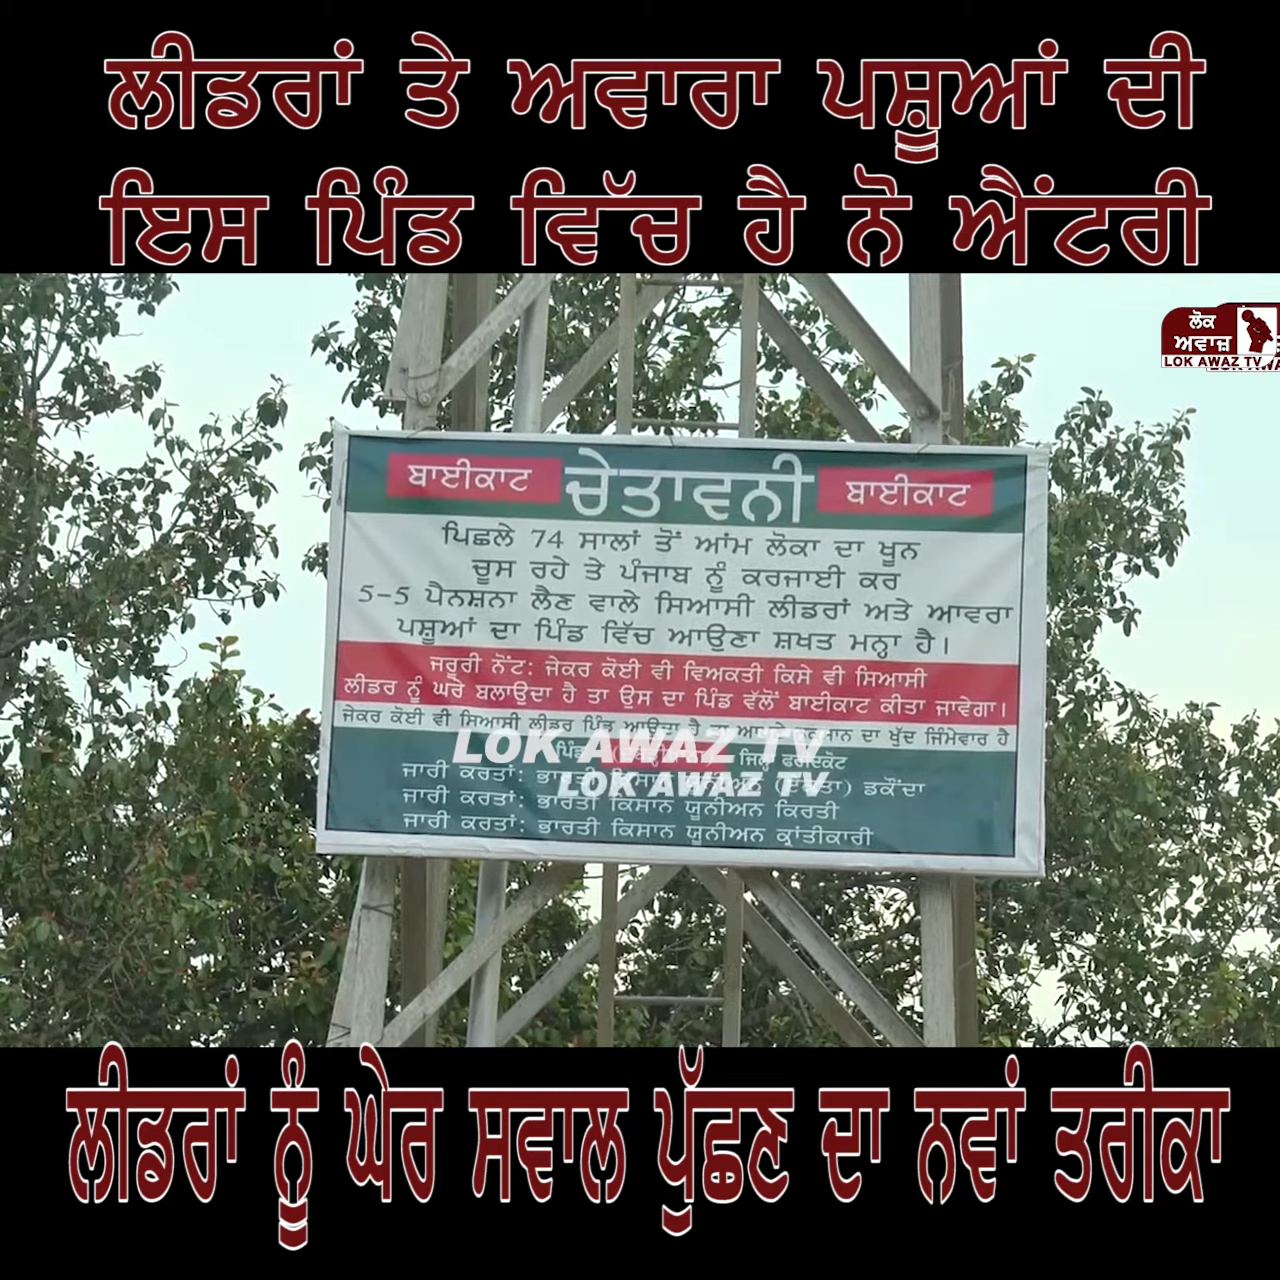 ਲੀਡਰਾਂ ਤੇ ਅਵਾਰਾ ਪਸ਼ੂਆਂ ਦੀ
ਇਸ ਪਿੰਡ ਵਿੱਚ ਹੈ ਨੋ ਐਂਟਰੀ
ਲੋਕ
ਅਵਾਜ਼
LOK AWAZ TV
ਬਾਈਕਾਟ ਚੇਤਾਵਨੀ ਬਾਈਕਾਟ
ਪਿਛਲੇ 74 ਸਾਲਾਂ ਤੋਂ ਆਂਮ ਲੋਕਾ ਦਾ ਖੂਨ
ਚੂਸ ਰਹੇ ਤੇ ਪੰਜਾਬ ਨੂੰ ਕਰਜਾਈ ਕਰ
5-5 ਪੈਨਸ਼ਨਾ ਲੈਣ ਵਾਲੇ ਸਿਆਸੀ ਲੀਡਰਾਂ ਅਤੇ ਆਵਰਾ
ਪਸ਼ੂਆਂ ਦਾ ਪਿੰਡ ਵਿੱਚ ਆਉਣਾ ਸ਼ਖਤ ਮਨ੍ਹਾ ਹੈ।
ਜਰੂਰੀ ਨੋਂਟ: ਜੇਕਰ ਕੋਈ ਵੀ ਵਿਅਕਤੀ ਕਿਸੇ ਵੀ ਸਿਆਸੀ
ਲੀਡਰ ਨੂੰ ਘਰੇ ਬਲਾਉਦਾ ਹੈ ਤਾ ਉਸ ਦਾ ਪਿੰਡ ਵੱਲੋਂ ਬਾਈਕਾਟ ਕੀਤਾ ਜਾਵੇਗਾ।
ਜੇਕਰ ਕੋਈ ਵੀ ਸਿਆਸੀ ਲੀਡਰ ਪਿੰਡ ਆਉਂਦਾ ਹੈ ਦਾ ਖੁੱਦ ਜਿੰਮੇਵਾਰ ਹੈ
LOK AWAZ TV
ਪਿੰਡ ਜਿਲ੍ਹਾ ਫਰੀਦਕੋਟ
LOK AWAZ TV
ਜਾਰੀ ਕਰਤਾਂ: ਭਾਰਤੀ ਕਿਸਾਨ ਡਕੌਂਦਾ
ਜਾਰੀ ਕਰਤਾਂ: ਭਾਰਤੀ ਕਿਸਾਨ ਯੂਨੀਅਨ ਕਿਰਤੀ
ਜਾਰੀ ਕਰਤਾਂ: ਭਾਰਤੀ ਕਿਸਾਨ ਯੂਨੀਅਨ ਕ੍ਰਾਂਤੀਕਾਰੀ
ਲੀਡਰਾਂ ਨੂੰ ਘੇਰ ਸਵਾਲ ਪੁੱਛਣ ਦਾ ਨਵਾਂ ਤਰੀਕਾ